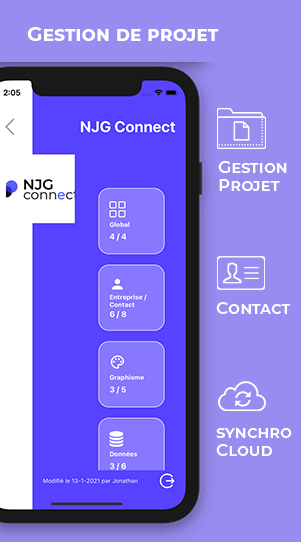 Gestion de projet
2:05
NJG Connect
NJG
connect
Global
4 / 4
Entreprise /
Contact
6 / 8
Graphisme
3 / 5
Données
3 / 6
Modifié le 13-1-2021 par Jonathan
Gestion
Projet
Contact
synchro
Cloud